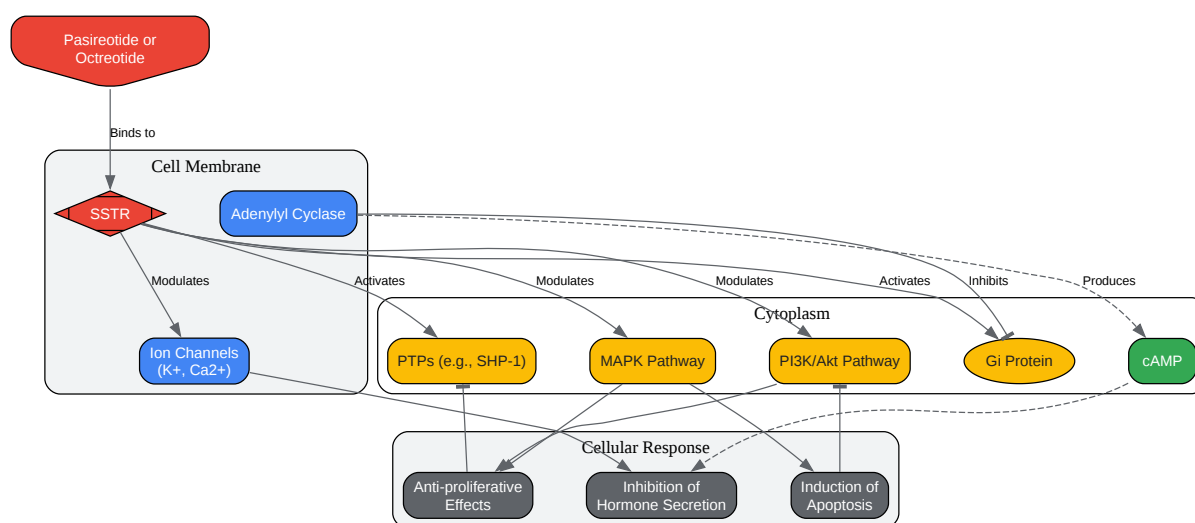 Pasireotide or
Octreotide
Binds to
Cell Membrane
SSTR
Adenylyl Cyclase
Modulates
Activates
Modulates
Modulates
Activates
Inhibits
Produces
Cytoplasm
Ion Channels
(K+, Ca2+)
PTPs (e.g., SHP-1)
MAPK Pathway
PI3K/Akt Pathway
Gi Protein
cAMP
Cellular Response
Anti-proliferative
Effects
Inhibition of
Hormone Secretion
Induction of
Apoptosis